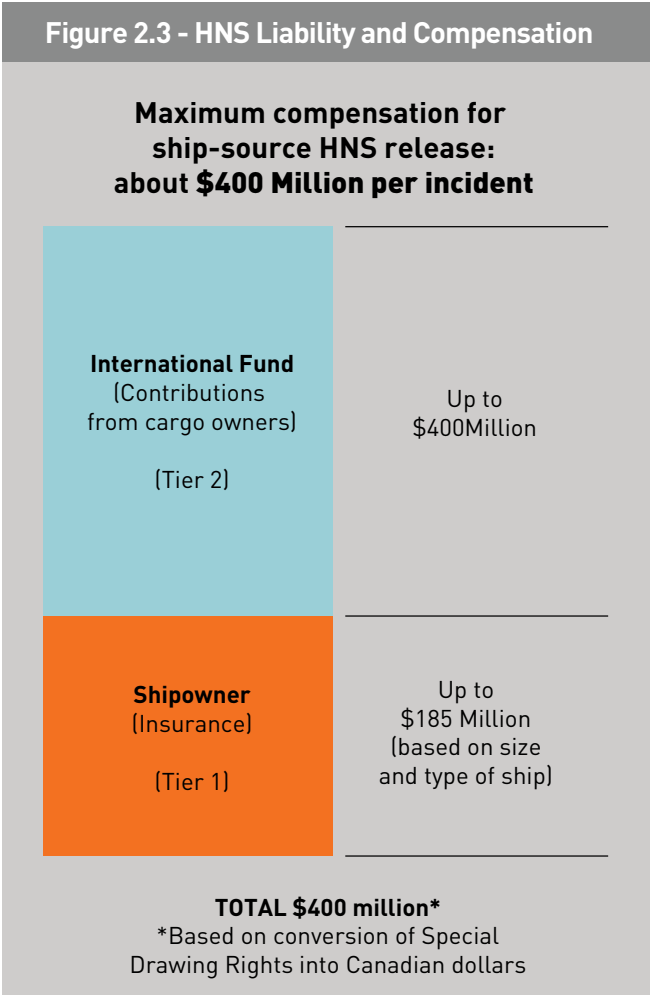 Figure 2.3 - HNS Liability and Compensation
Maximum compensation for
ship-source HNS release:
about $400 Million per incident
International Fund
(Contributions
from cargo owners)
(Tier 2)
Up to
$400Million
Shipowner
(Insurance)
(Tier 1)
Up to
$185 Million
(based on size
and type of ship)
TOTAL $400 million*
*Based on conversion of Special
Drawing Rights into Canadian dollars